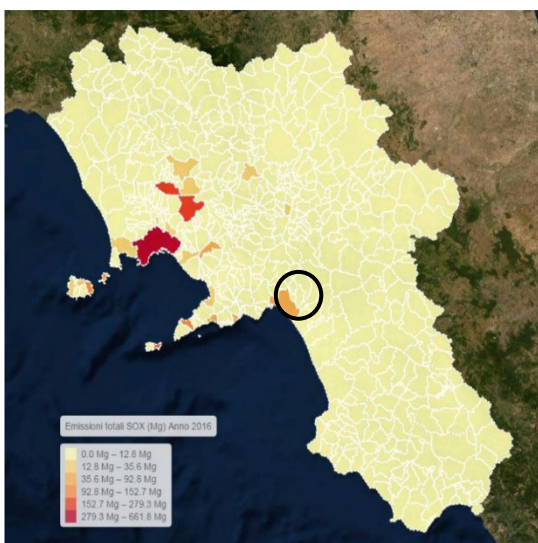 Emissioni totali SOX (Mg) Anno 2016
0.0 Mg – 12.8 Mg
12.8 Mg – 35.6 Mg
35.6 Mg – 92.8 Mg
92.8 Mg – 152.7 Mg
152.7 Mg – 279.3 Mg
279.3 Mg – 661.8 Mg